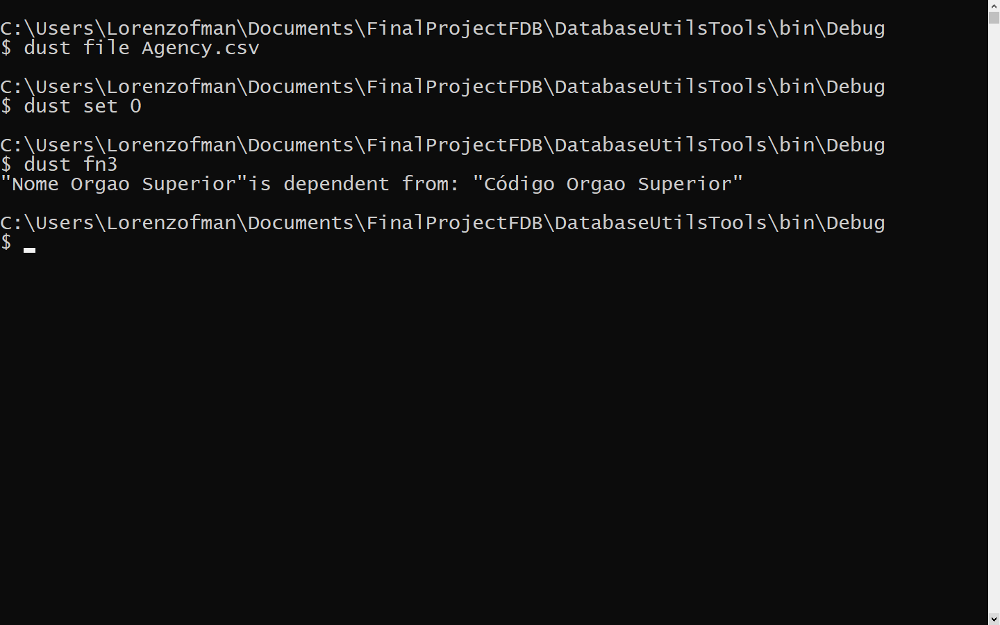 C:\Users\Lorenzofman\Documents\FinalProjectFDB\DatabaseUtilsTools\bin\Debug
$ dust file Agency.csv
C:\Users\Lorenzofman\Documents\FinalProjectFDB\DatabaseUtilsTools\bin\Debug
$ dust set 0
C:\Users\Lorenzofman\Documents\FinalProjectFDB\DatabaseUtilsTools\bin\Debug
$ dust fn3
"Nome Orgao Superior"is dependent from: "Código Orgao Superior"
C:\Users\Lorenzofman\Documents\FinalProjectFDB\DatabaseUtilsTools\bin\Debug
$